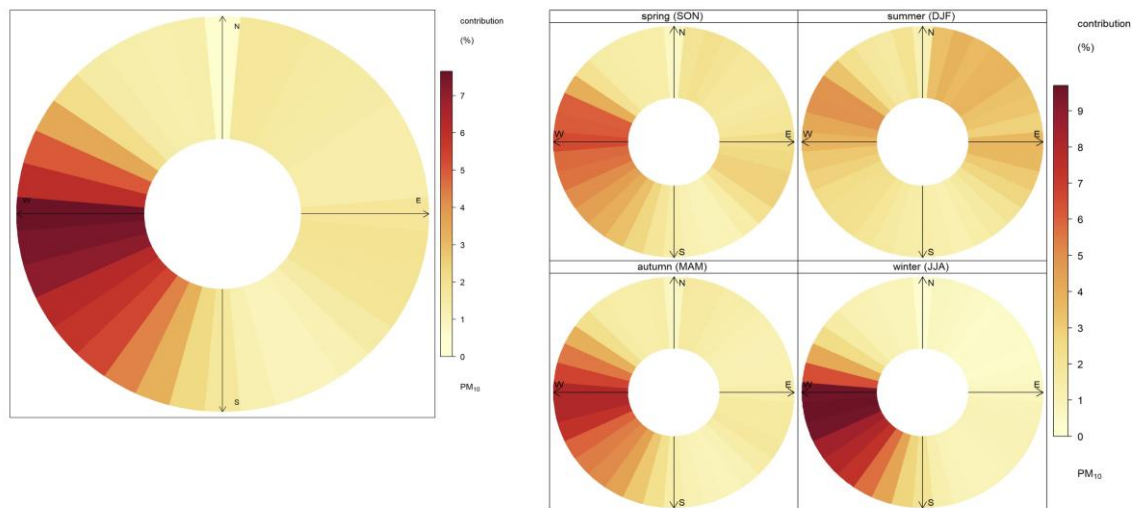 N
E
S
W
contribution
(%)
7
6
5
4
3
2
1
0
PM₁₀
spring (SON)
N
E
S
W
summer (DJF)
N
E
S
W
autumn (MAM)
N
E
S
W
winter (JJA)
N
E
S
W
contribution
(%)
9
8
7
6
5
4
3
2
1
0
PM₁₀